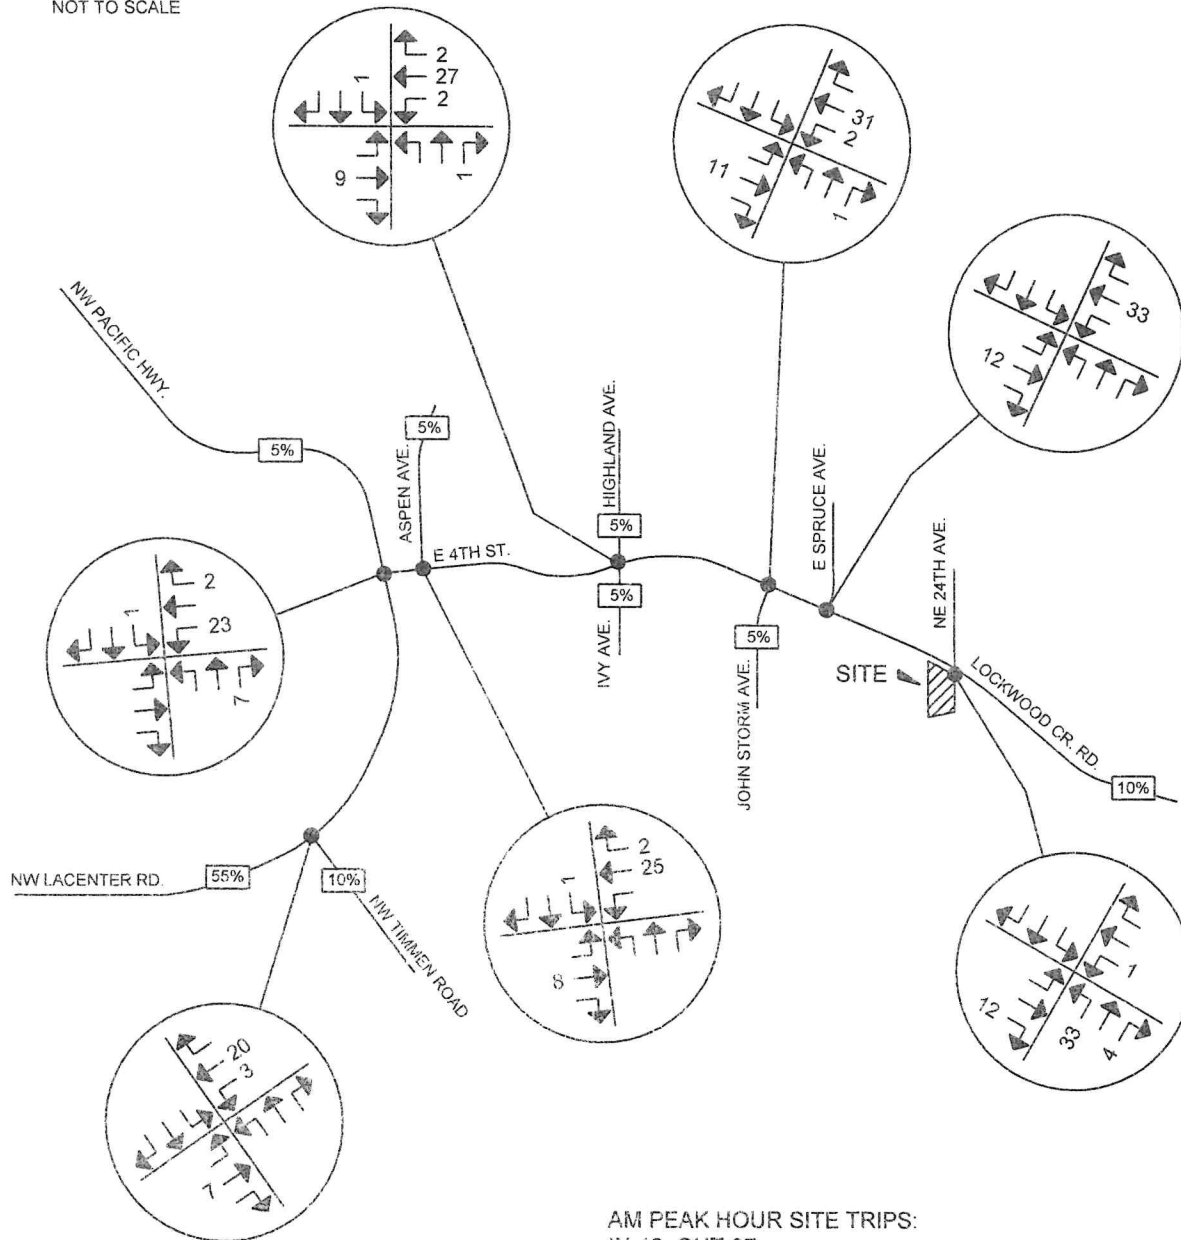 NOT TO SCALE
2
27
2
1
9
1
31
2
11
1
33
12
NW PACIFIC HWY.
5%
ASPEN AVE.
5%
E 4TH ST.
HIGHLAND AVE.
5%
5%
IVY AVE.
E SPRUCE AVE.
JOHN STORM AVE.
5%
NE 24TH AVE.
SITE
LOCKWOOD CR. RD.
10%
2
1
23
7
NW LACENTER RD.
55%
10%
NW TIMMEN ROAD
2
25
1
8
1
12
33
4
20
3
7
AM PEAK HOUR SITE TRIPS: